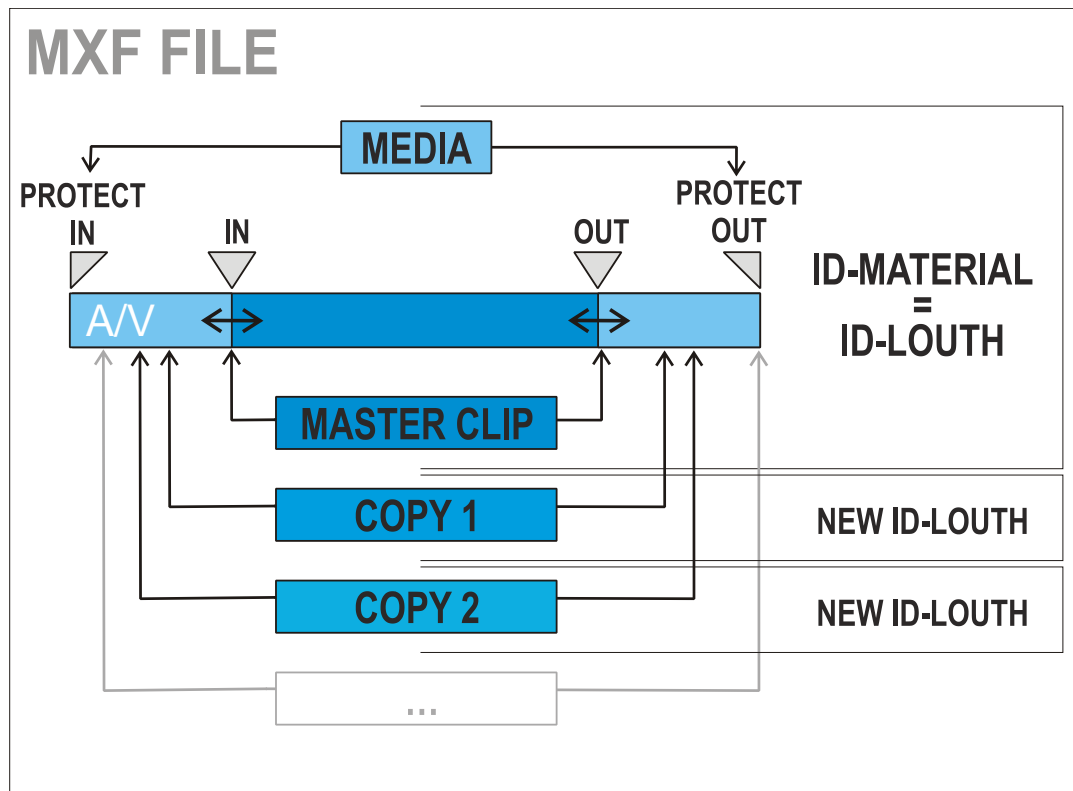 MXF FILE
MEDIA
PROTECT
IN
IN
OUT
PROTECT
OUT
A/V
ID-MATERIAL
=
ID-LOUTH
MASTER CLIP
COPY 1
NEW ID-LOUTH
COPY 2
NEW ID-LOUTH
...